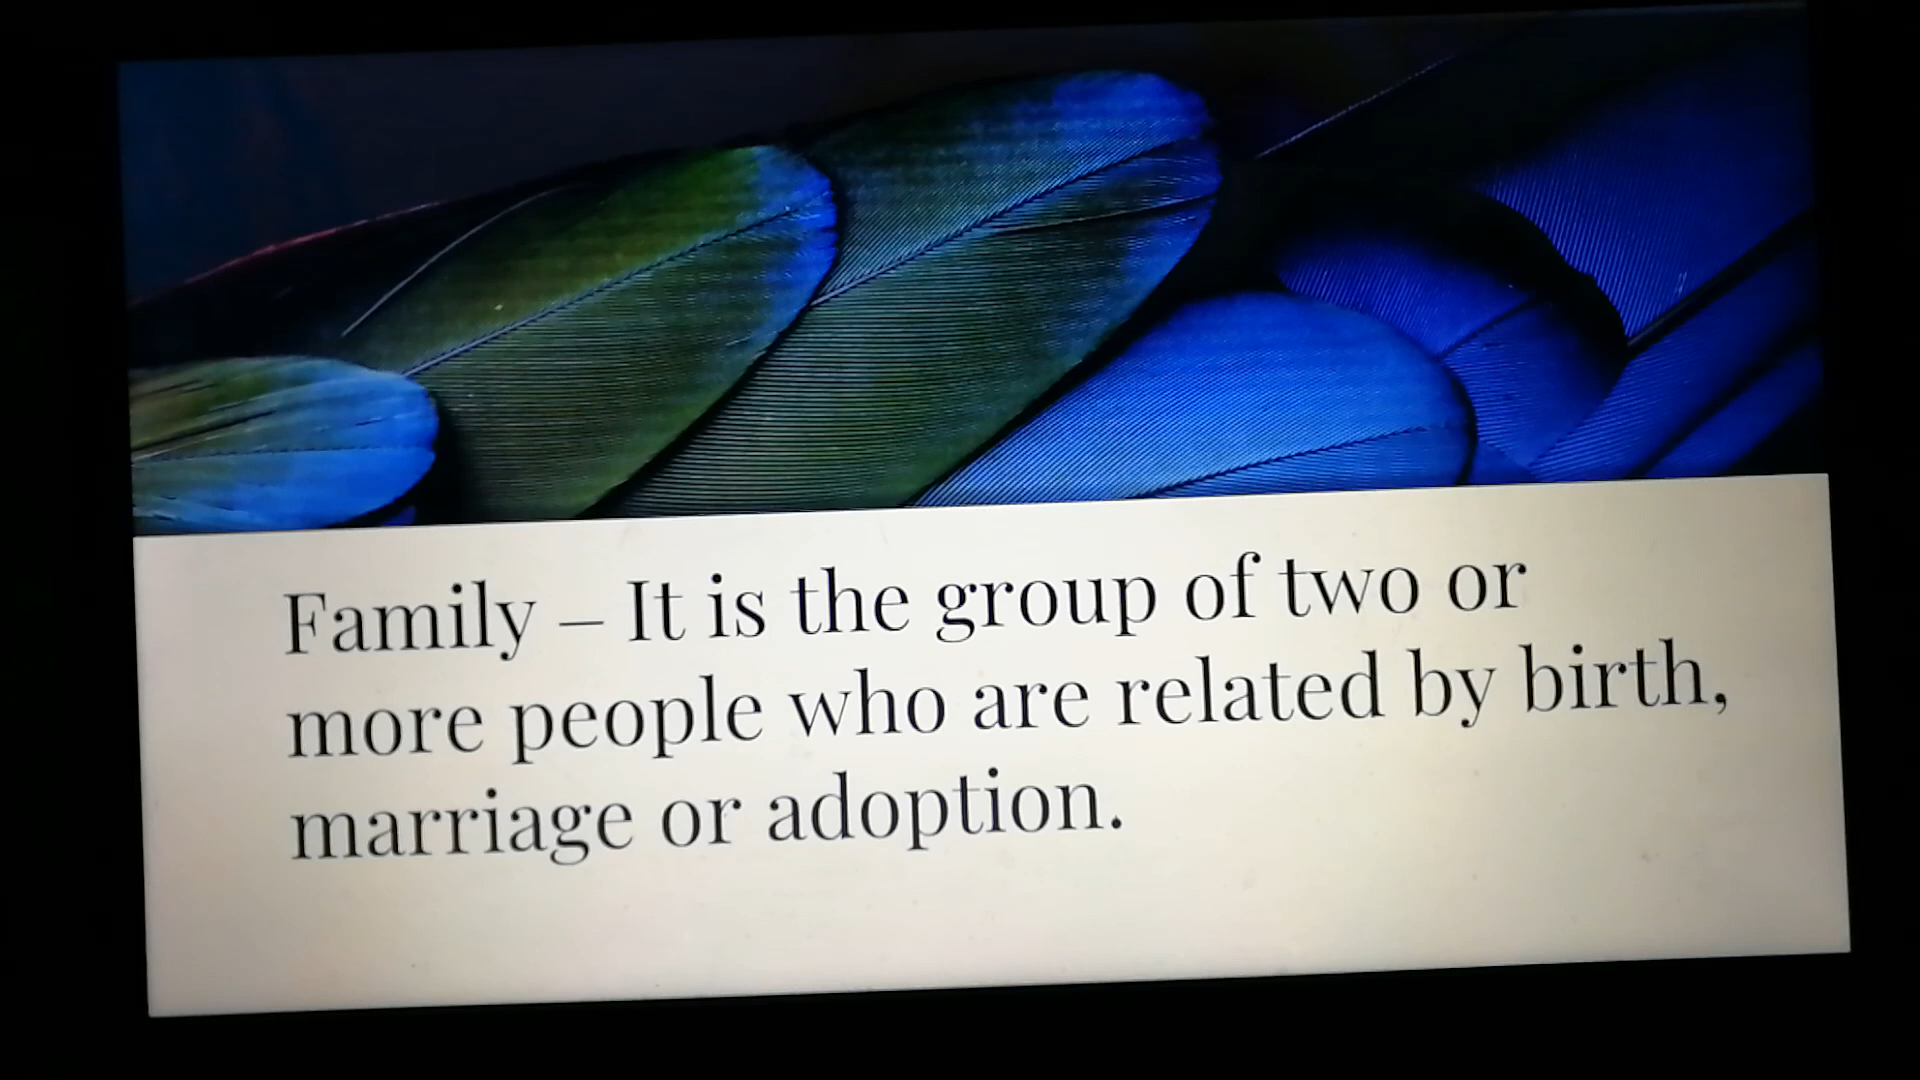 Family – It is the group of two or
more people who are related by birth,
marriage or adoption.